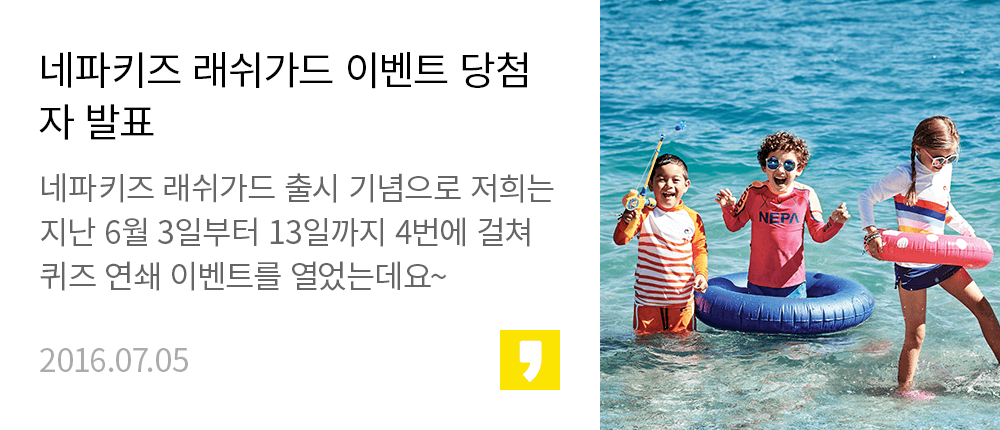 네파키즈 래쉬가드 이벤트 당첨
자 발표
네파키즈 래쉬가드 출시 기념으로 저희는
지난 6월 3일부터 13일까지 4번에 걸쳐
퀴즈 연쇄 이벤트를 열었는데요~
2016.07.05
NEPA